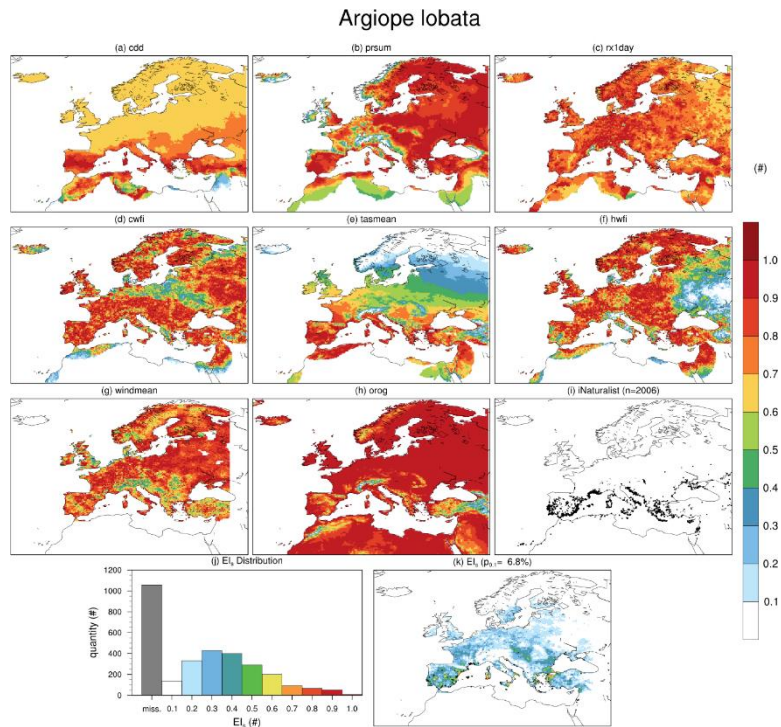 Argiope lobata
(a) cdd
(b) prsum
(c) rx1day
(#)
(d) cwfi
(e) tasmean
(f) hwfi
1.0
0.9
0.8
0.7
0.6
0.5
0.4
0.3
0.2
0.1
(g) windmean
(h) orog
(i) iNaturalist (n=2006)
(j) EIs Distribution
quantity (#)
1200
1000
800
600
400
200
0
miss. 0.1 0.2 0.3 0.4 0.5 0.6 0.7 0.8 0.9 1.0
EIs (#)
(k) EIs (p0.1= 6.8%)